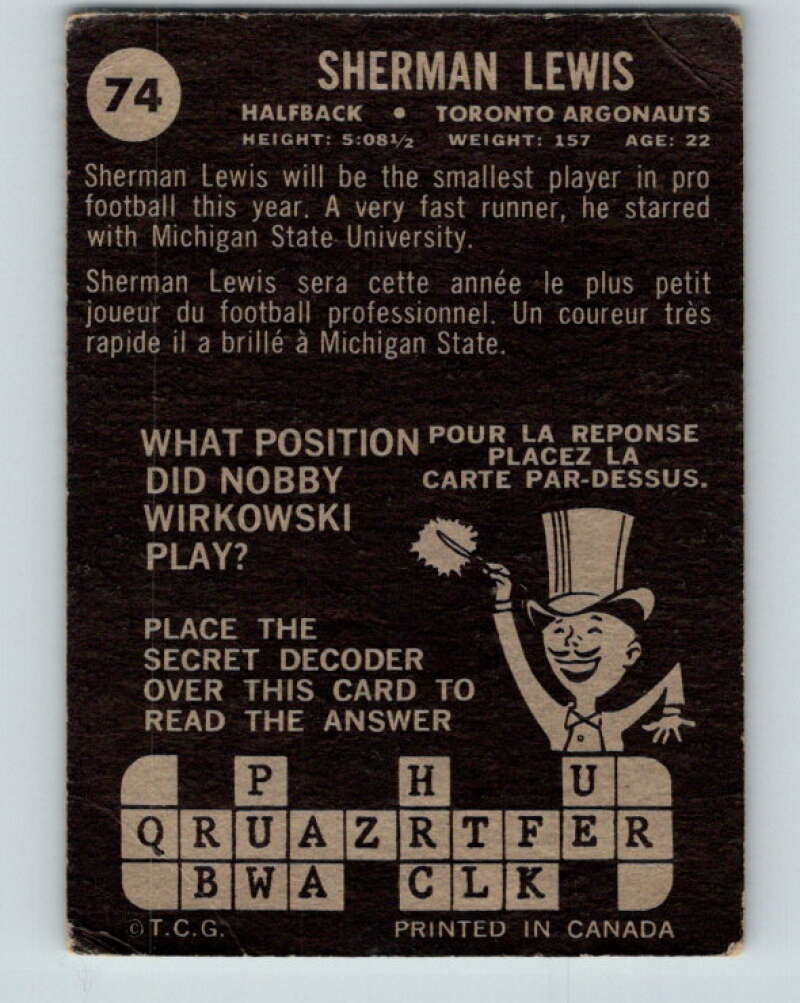 74
SHERMAN LEWIS
HALFBACK • TORONTO ARGONAUTS
HEIGHT: 5:08½ WEIGHT: 157 AGE: 22
Sherman Lewis will be the smallest player in pro
football this year. A very fast runner, he starred
with Michigan State University.
Sherman Lewis sera cette année le plus petit
joueur du football professionnel. Un coureur très
rapide il a brillé à Michigan State.
WHAT POSITION
DID NOBBY
WIRKOWSKI
PLAY?
POUR LA REPONSE
PLACEZ LA
CARTE PAR-DESSUS.
PLACE THE
SECRET DECODER
OVER THIS CARD TO
READ THE ANSWER
P H U
Q R U A Z R T F E R
B W A C L K
© T.C.G. PRINTED IN CANADA